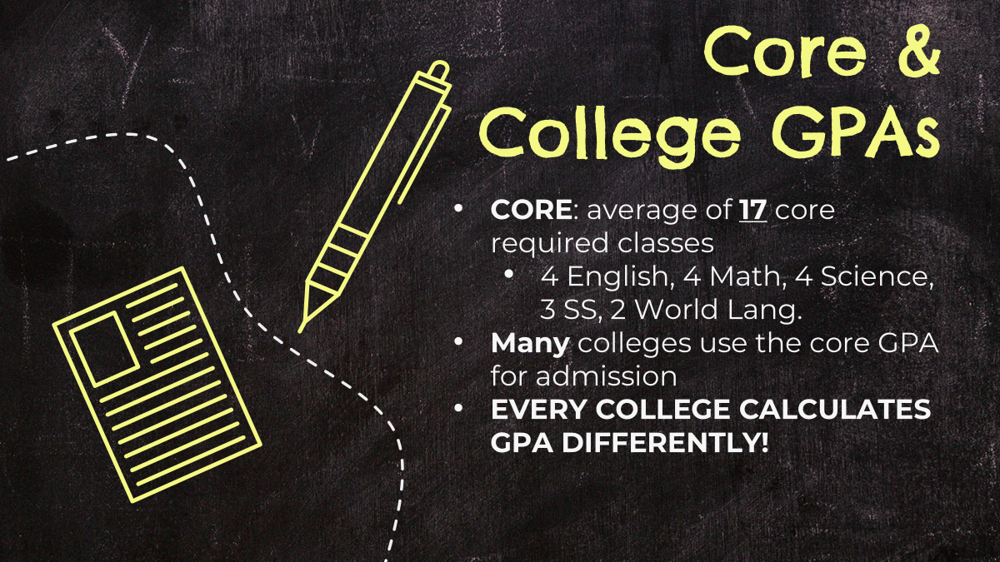 Core &
College GPAs
• CORE: average of 17 core
required classes
• 4 English, 4 Math, 4 Science,
3 SS, 2 World Lang.
• Many colleges use the core GPA
for admission
• EVERY COLLEGE CALCULATES
GPA DIFFERENTLY!